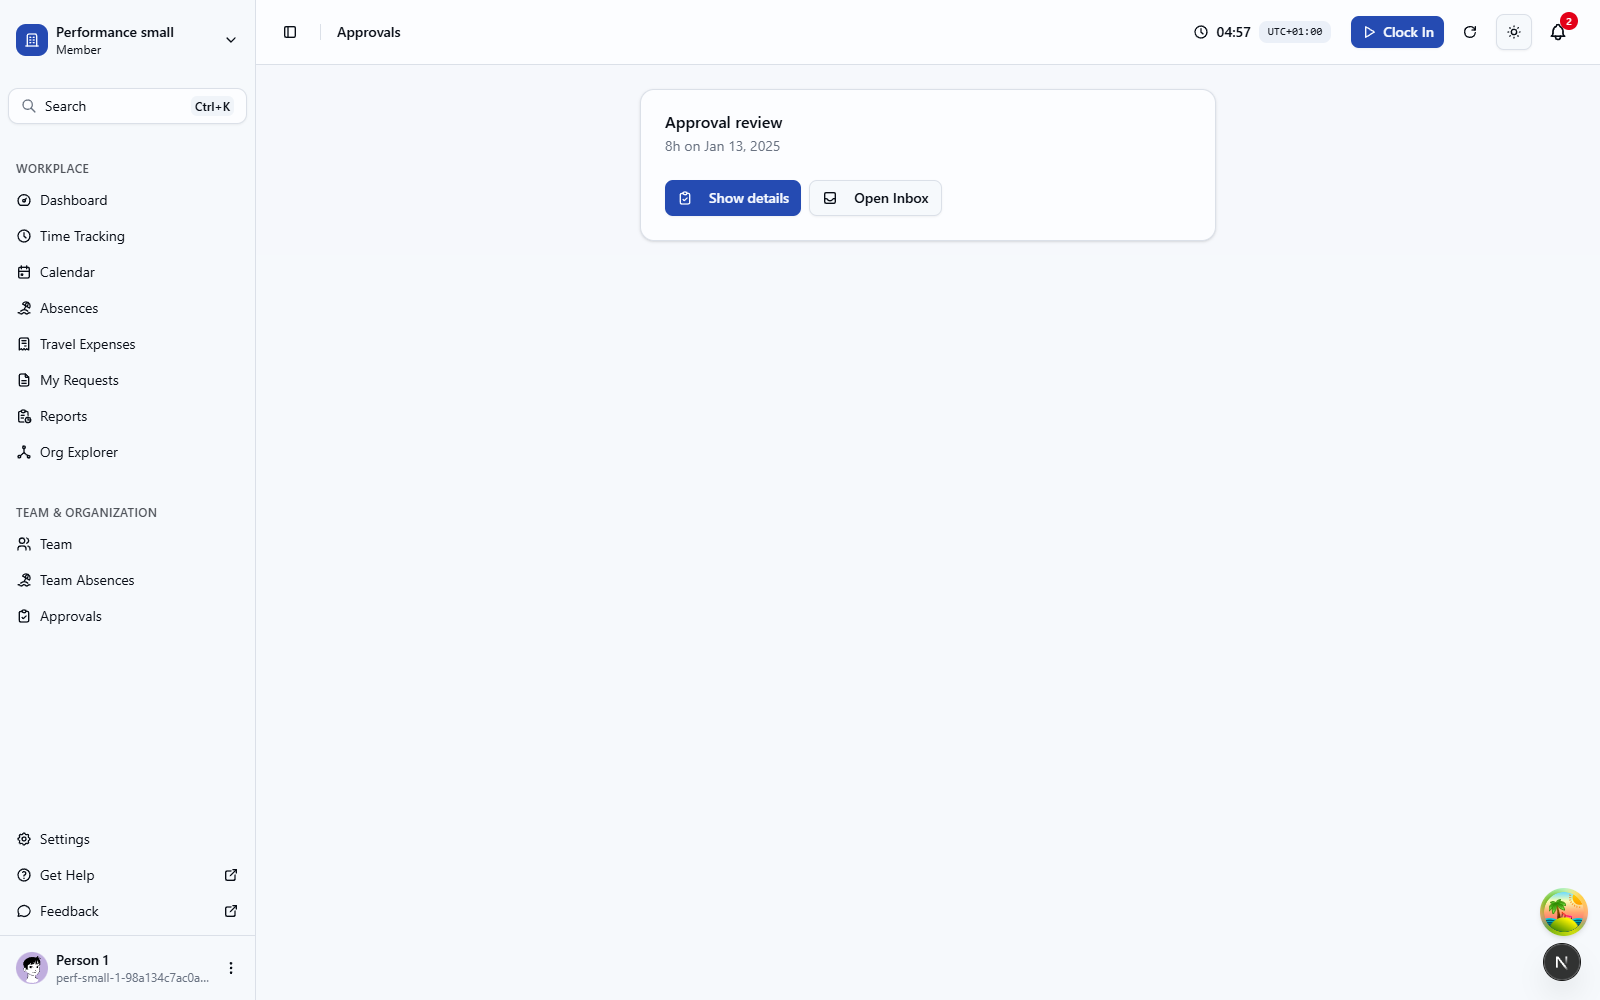 Performance small
Member
Search
Ctrl+K
WORKPLACE
Dashboard
Time Tracking
Calendar
Absences
Travel Expenses
My Requests
Reports
Org Explorer
TEAM & ORGANIZATION
Team
Team Absences
Approvals
Settings
Get Help
Feedback
Person 1
perf-small-1-98a134c7ac0a...
Approvals
04:57
UTC+01:00
Clock In
2
Approval review
8h on Jan 13, 2025
Show details
Open Inbox
N